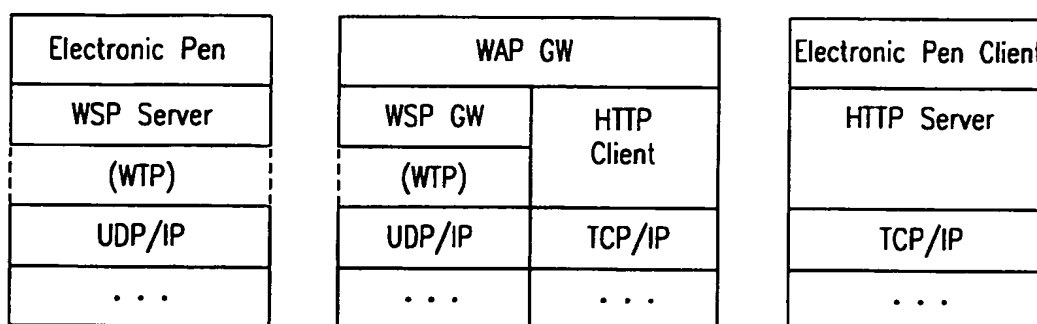 Electronic Pen
WSP Server
(WTP)
UDP/IP
. . .
WAP GW
WSP GW
(WTP)
UDP/IP
. . .
HTTP
Client
TCP/IP
. . .
Electronic Pen Client
HTTP Server
TCP/IP
. . .